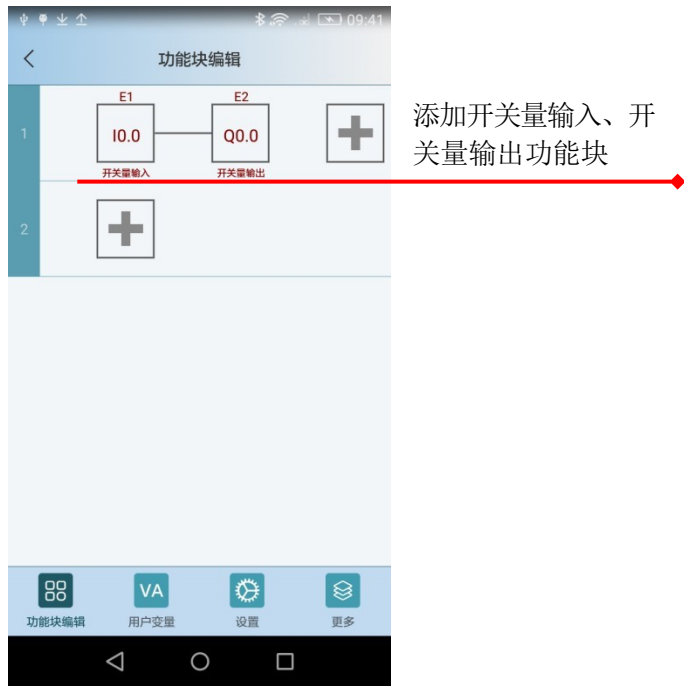 09:41
功能块编辑
E1
E2
1
I0.0
Q0.0
开关量输入
开关量输出
添加开关量输入、开
关量输出功能块
2
VA
功能块编辑
用户变量
设置
更多